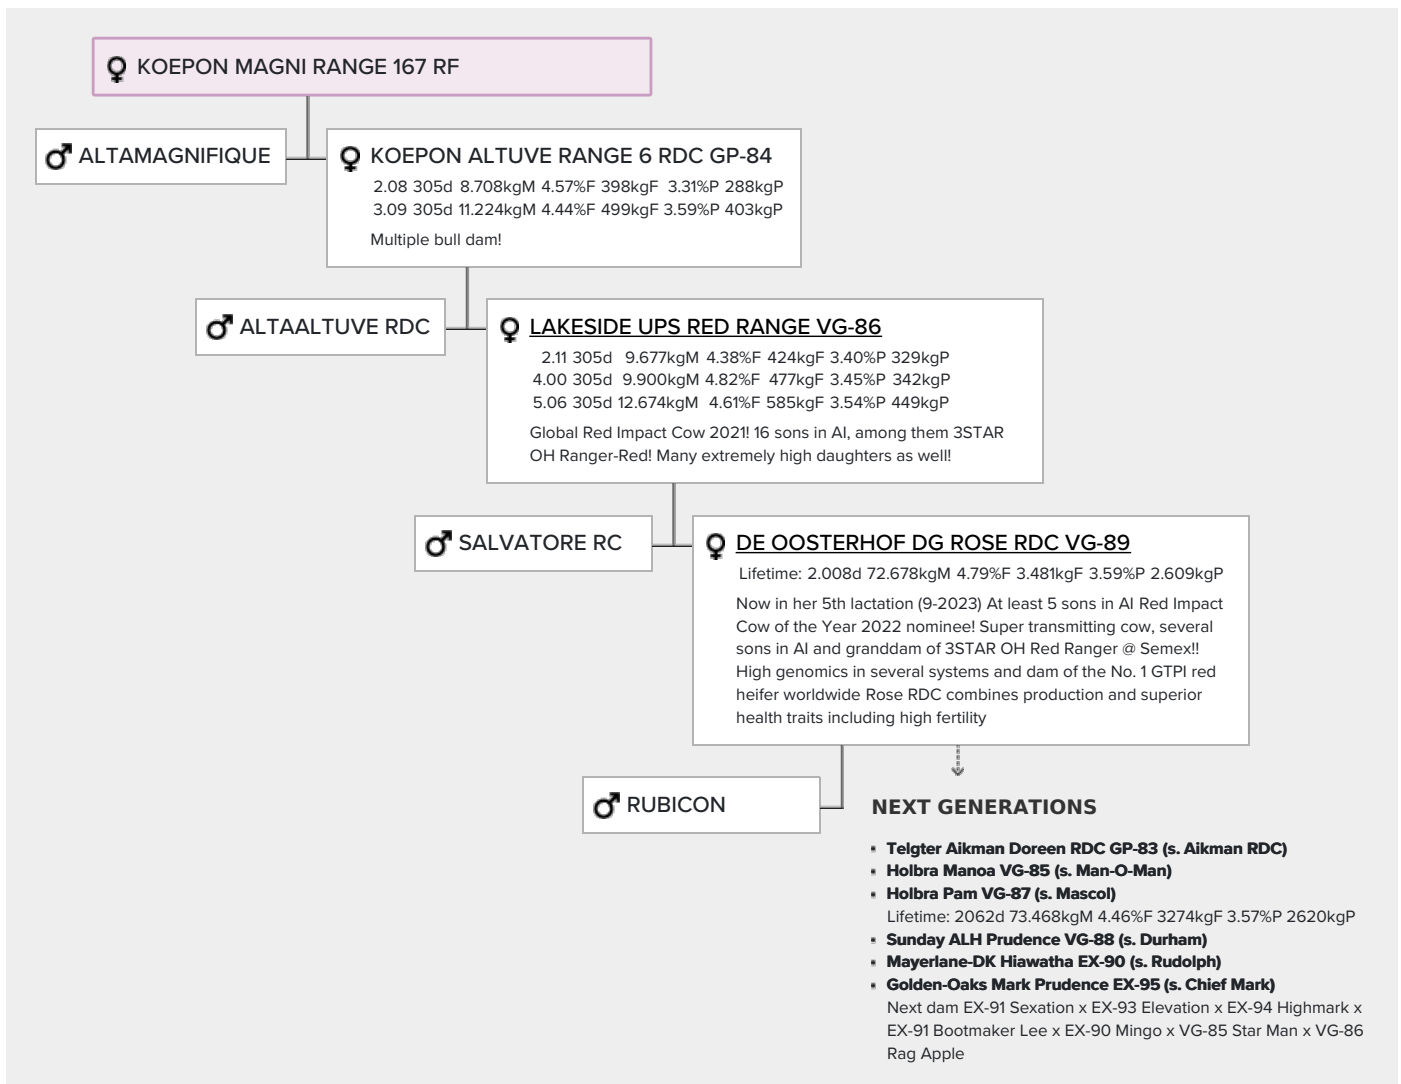 KOEPON MAGNI RANGE 167 RF
ALTAMAGNIFIQUE
KOEPON ALTUVE RANGE 6 RDC GP-84
2.08 305d 8.708kgM 4.57%F 398kgF 3.31%P 288kgP
3.09 305d 11.224kgM 4.44%F 499kgF 3.59%P 403kgP
Multiple bull dam!
ALTAALTUVE RDC
LAKESIDE UPS RED RANGE VG-86
2.11 305d 9.677kgM 4.38%F 424kgF 3.40%P 329kgP
4.00 305d 9.900kgM 4.82%F 477kgF 3.45%P 342kgP
5.06 305d 12.674kgM 4.61%F 585kgF 3.54%P 449kgP
Global Red Impact Cow 2021! 16 sons in AI, among them 3STAR
OH Ranger-Red! Many extremely high daughters as well!
SALVATORE RC
DE OOSTERHOF DG ROSE RDC VG-89
Lifetime: 2.008d 72.678kgM 4.79%F 3.481kgF 3.59%P 2.609kgP
Now in her 5th lactation (9-2023) At least 5 sons in AI Red Impact
Cow of the Year 2022 nominee! Super transmitting cow, several
sons in AI and granddam of 3STAR OH Red Ranger @ Semex!!
High genomics in several systems and dam of the No. 1 GTPI red
heifer worldwide Rose RDC combines production and superior
health traits including high fertility
RUBICON
NEXT GENERATIONS
Telgter Aikman Doreen RDC GP-83 (s. Aikman RDC)
Holbra Manoa VG-85 (s. Man-O-Man)
Holbra Pam VG-87 (s. Mascol)
Lifetime: 2062d 73.468kgM 4.46%F 3274kgF 3.57%P 2620kgP
Sunday ALH Prudence VG-88 (s. Durham)
Mayerlane-DK Hiawatha EX-90 (s. Rudolph)
Golden-Oaks Mark Prudence EX-95 (s. Chief Mark)
Next dam EX-91 Sexation x EX-93 Elevation x EX-94 Highmark x
EX-91 Bootmaker Lee x EX-90 Mingo x VG-85 Star Man x VG-86
Rag Apple